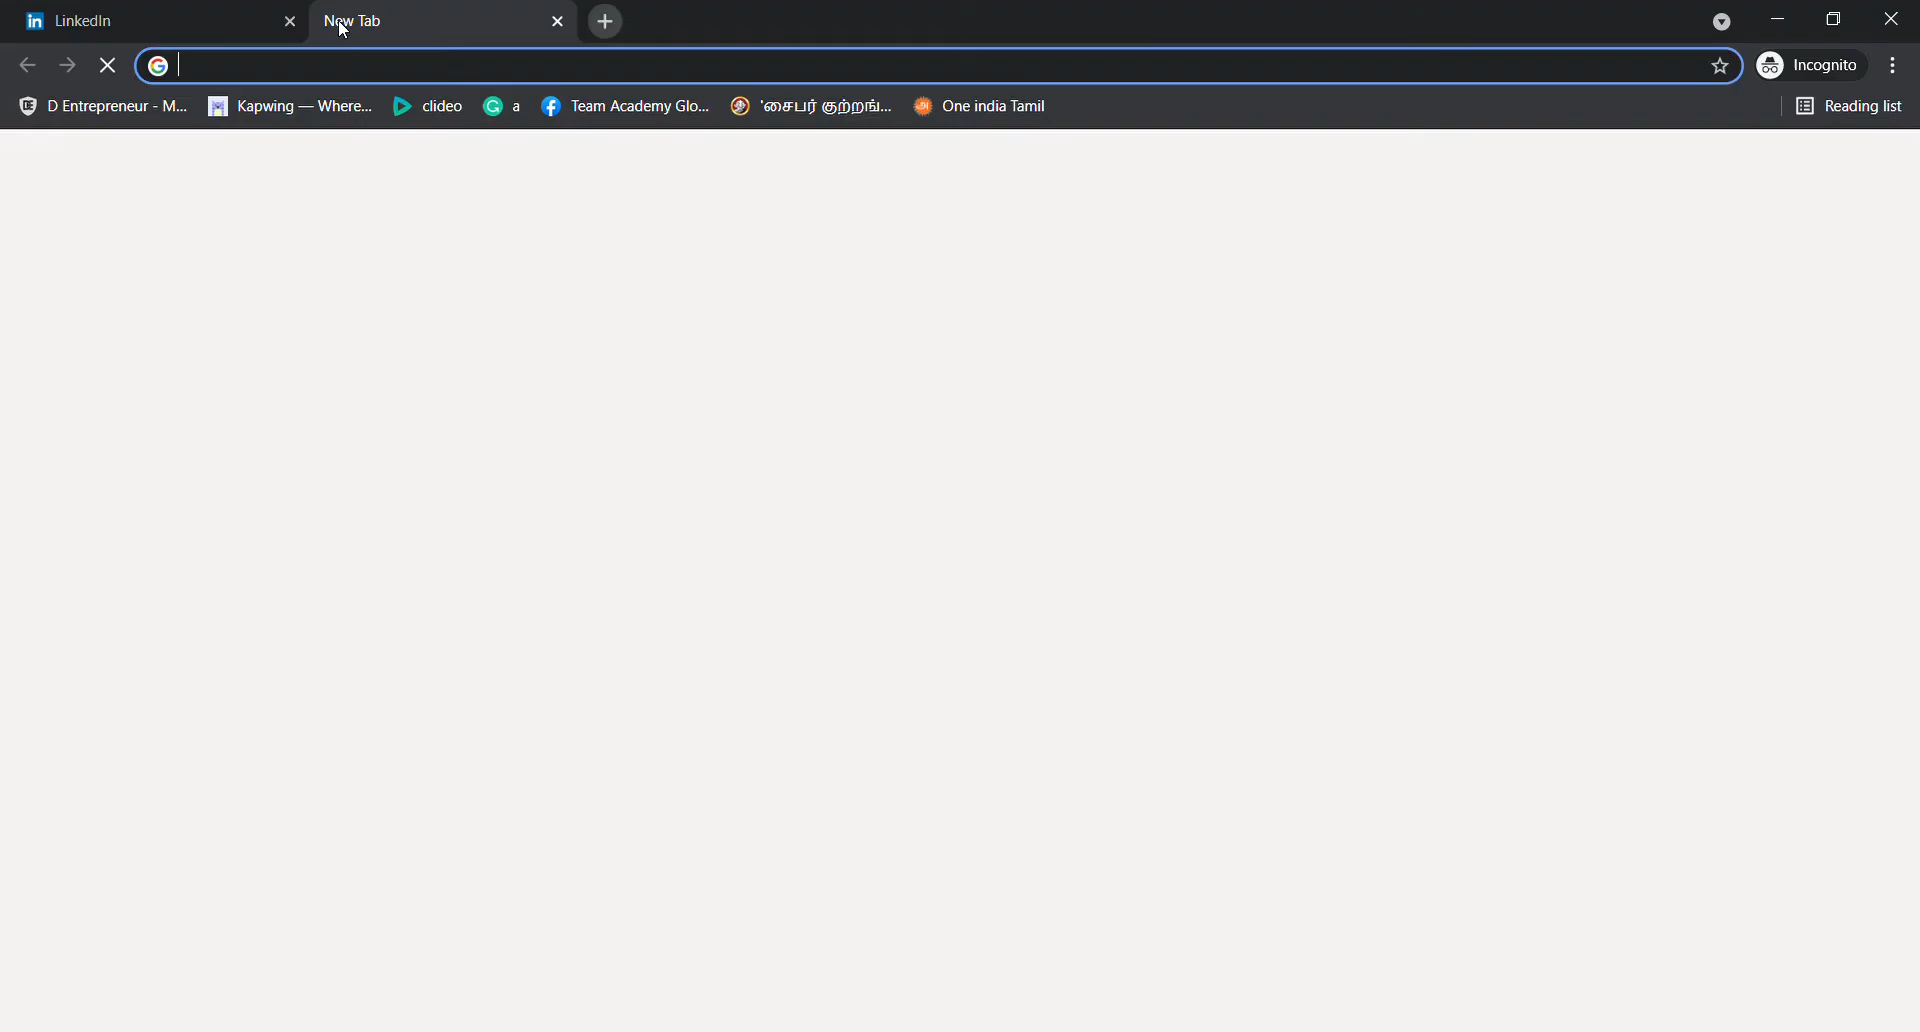 LinkedIn
New Tab
Incognito
D Entrepreneur - M...
Kapwing — Where...
clideo
a
Team Academy Glo...
'சைபர் குற்றங்...
One india Tamil
Reading list